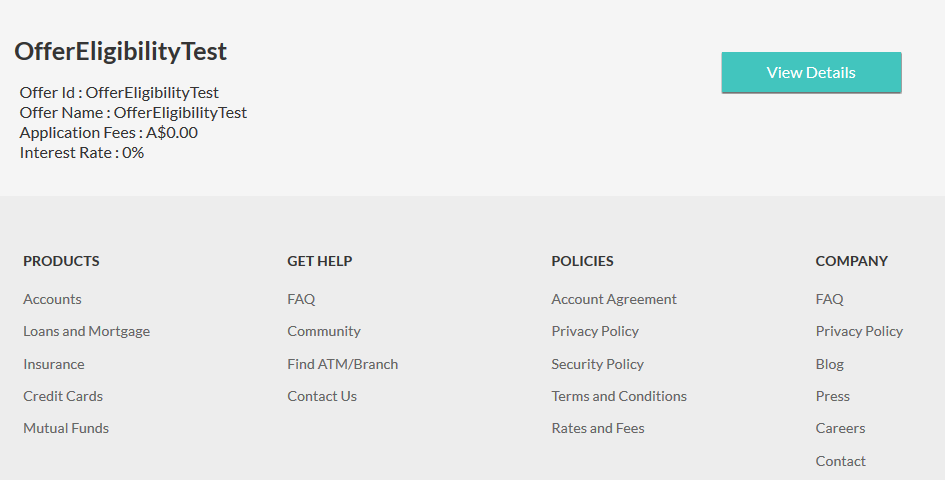 OfferEligibilityTest
View Details
Offer Id : OfferEligibilityTest
Offer Name : OfferEligibilityTest
Application Fees : A$0.00
Interest Rate : 0%
PRODUCTS
Accounts
Loans and Mortgage
Insurance
Credit Cards
Mutual Funds
GET HELP
FAQ
Community
Find ATM/Branch
Contact Us
POLICIES
Account Agreement
Privacy Policy
Security Policy
Terms and Conditions
Rates and Fees
COMPANY
FAQ
Privacy Policy
Blog
Press
Careers
Contact